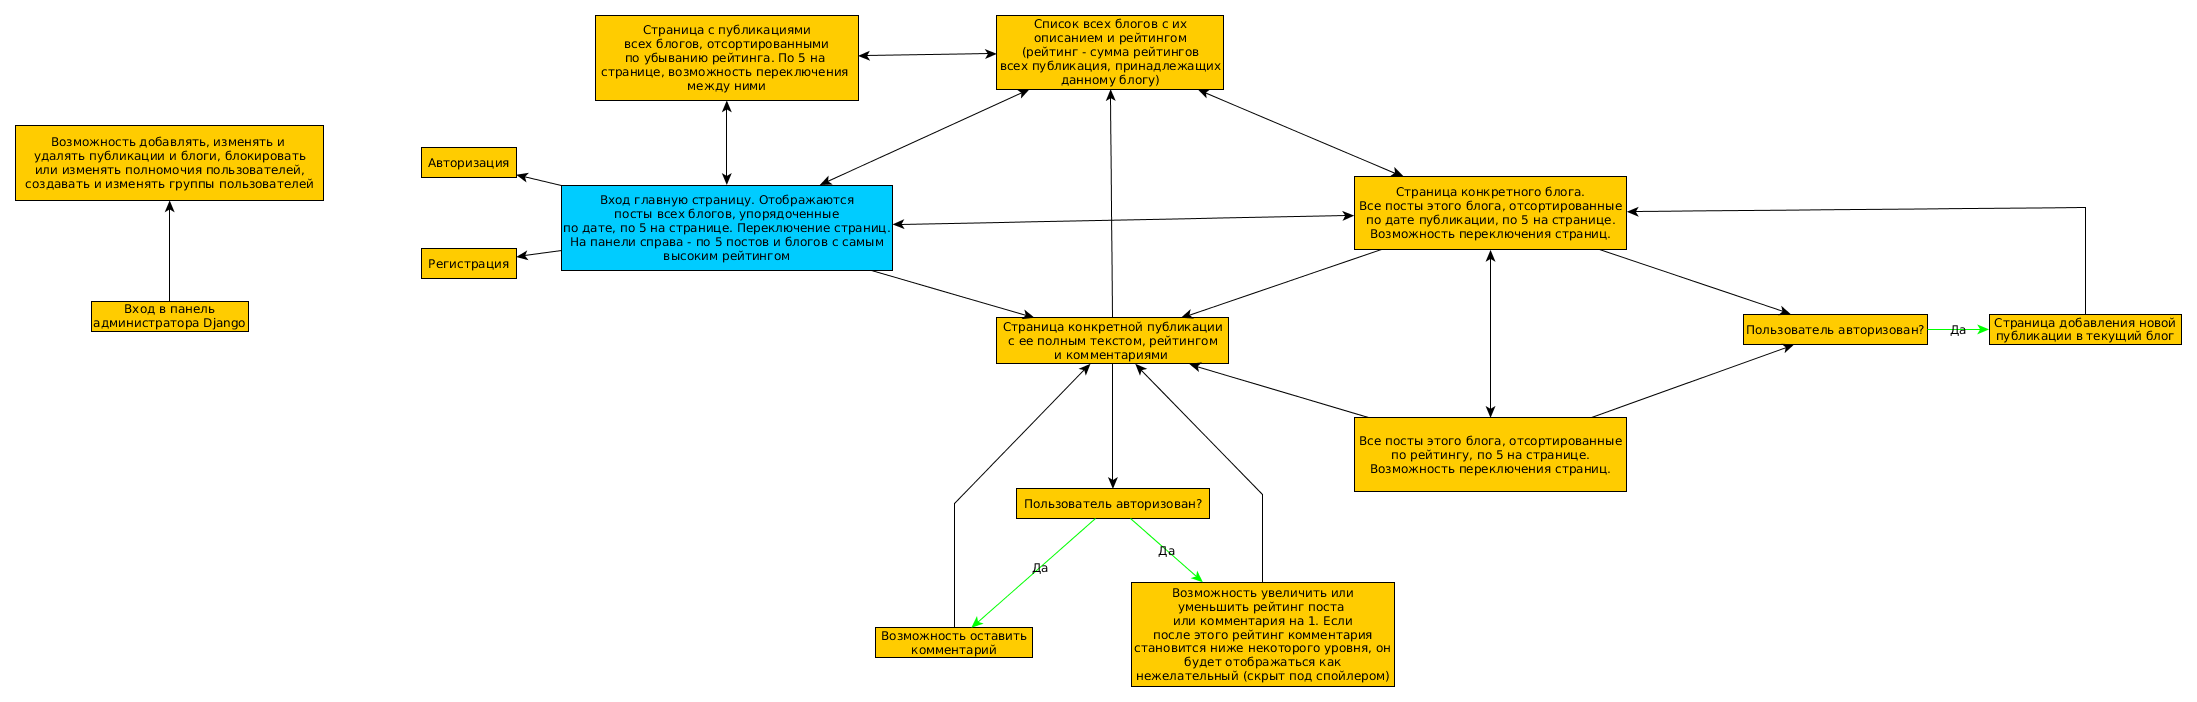 Страница с публикациями
всех блогов, отсортированными
по убыванию рейтинга. По 5 на
странице, возможность переключения
между ними
Список всех блогов с их
описанием и рейтингом
(рейтинг - сумма рейтингов
всех публикация, принадлежащих
данному блогу)
Возможность добавлять, изменять и
удалять публикации и блоги, блокировать
или изменять полномочия пользователей,
создавать и изменять группы пользователей
Авторизация
Вход главную страницу. Отображаются
посты всех блогов, упорядоченные
по дате, по 5 на странице. Переключение страниц.
На панели справа - по 5 постов и блогов с самым
высоким рейтингом
Страница конкретного блога.
Все посты этого блога, отсортированные
по дате публикации, по 5 на странице.
Возможность переключения страниц.
Регистрация
Вход в панель
администратора Django
Страница конкретной публикации
с ее полным текстом, рейтингом
и комментариями
Пользователь авторизован?
Да
Страница добавления новой
публикации в текущий блог
Все посты этого блога, отсортированные
по рейтингу, по 5 на странице.
Возможность переключения страниц.
Пользователь авторизован?
Да
Да
Возможность оставить
комментарий
Возможность увеличить или
уменьшить рейтинг поста
или комментария на 1. Если
после этого рейтинг комментария
становится ниже некоторого уровня, он
будет отображаться как
нежелательный (скрыт под спойлером)